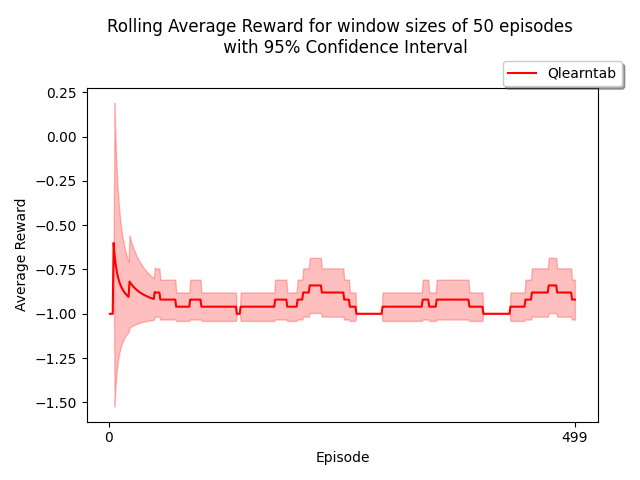 Rolling Average Reward for window sizes of 50 episodes
with 95% Confidence Interval
Qlearntab
0.25
0.00
−0.25
−0.50
−0.75
−1.00
−1.25
−1.50
Average Reward
0
499
Episode